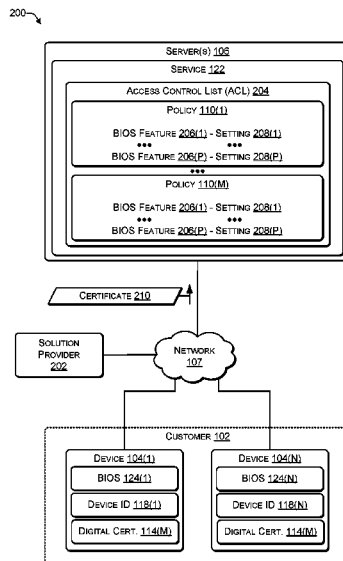 200
SERVER(S) 106
SERVICE 122
ACCESS CONTROL LIST (ACL) 204
POLICY 110(1)
BIOS FEATURE 206(1) - SETTING 208(1)
••• •••
BIOS FEATURE 206(P) - SETTING 208(P)
•••
POLICY 110(M)
BIOS FEATURE 206(1) - SETTING 208(1)
••• •••
BIOS FEATURE 206(P) - SETTING 208(P)
CERTIFICATE 210
SOLUTION
PROVIDER
202
NETWORK
107
CUSTOMER 102
DEVICE 104(1)
BIOS 124(1)
DEVICE ID 118(1)
DIGITAL CERT. 114(M)
DEVICE 104(N)
BIOS 124(N)
DEVICE ID 118(N)
DIGITAL CERT. 114(M)